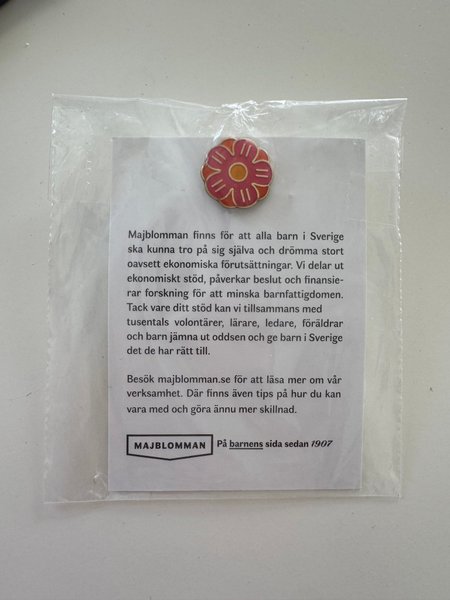 Majblomman finns för att alla barn i Sverige
ska kunna tro på sig själva och drömma stort
oavsett ekonomiska förutsättningar. Vi delar ut
ekonomiskt stöd, påverkar beslut och finansie-
rar forskning för att minska barnfattigdomen.
Tack vare ditt stöd kan vi tillsammans med
tusentals volontärer, lärare, ledare, föräldrar
och barn jämna ut oddsen och ge barn i Sverige
det de har rätt till.
Besök majblomman.se för att läsa mer om vår
verksamhet. Där finns även tips på hur du kan
vara med och göra ännu mer skillnad.
MAJBLOMMAN På barnens sida sedan 1907